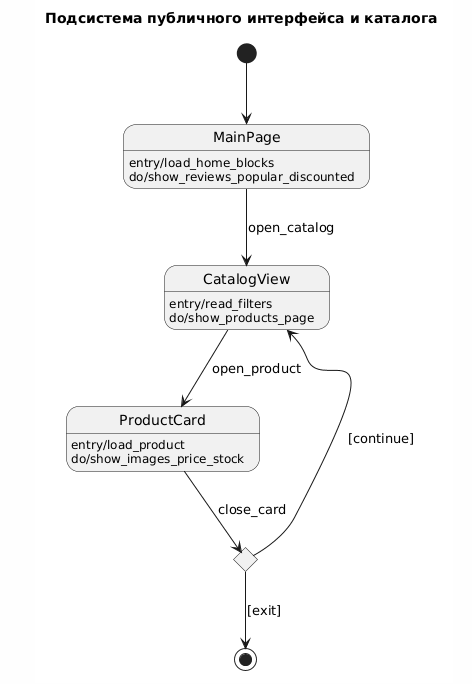 Подсистема публичного интерфейса и каталога
MainPage
entry/load_home_blocks
do/show_reviews_popular_discounted
open_catalog
CatalogView
entry/read_filters
do/show_products_page
open_product
ProductCard
entry/load_product
do/show_images_price_stock
[continue]
close_card
[exit]